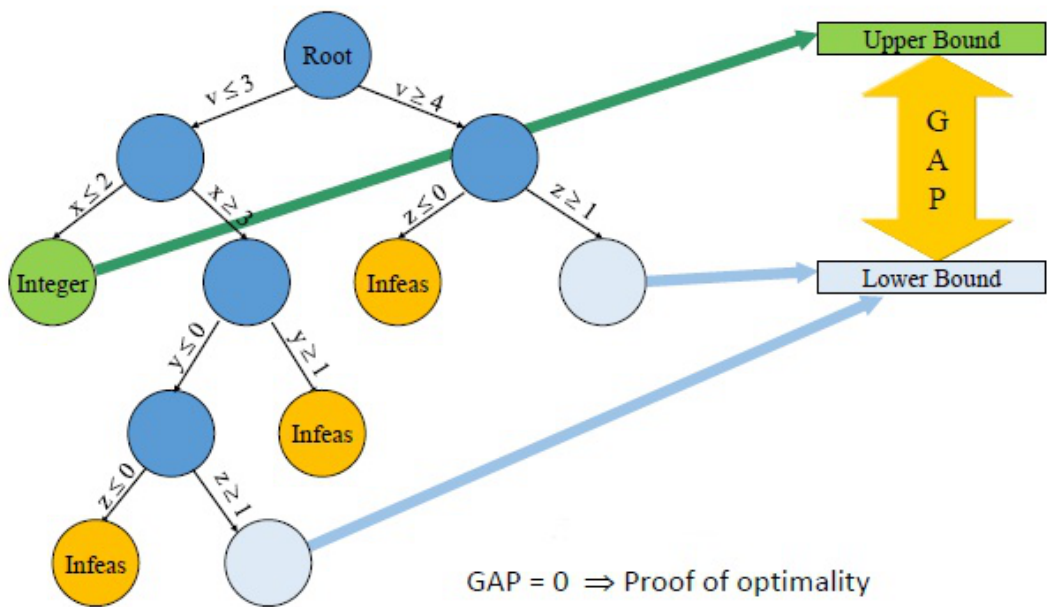 Root
Upper Bound
v ≤ 3
v ≥ 4
G
A
P
x ≤ 2
x ≥ 3
z ≤ 0
z ≥ 1
Integer
Infeas
Lower Bound
y ≤ 0
y ≥ 1
Infeas
z ≤ 0
z ≥ 1
Infeas
GAP = 0 ⇒ Proof of optimality